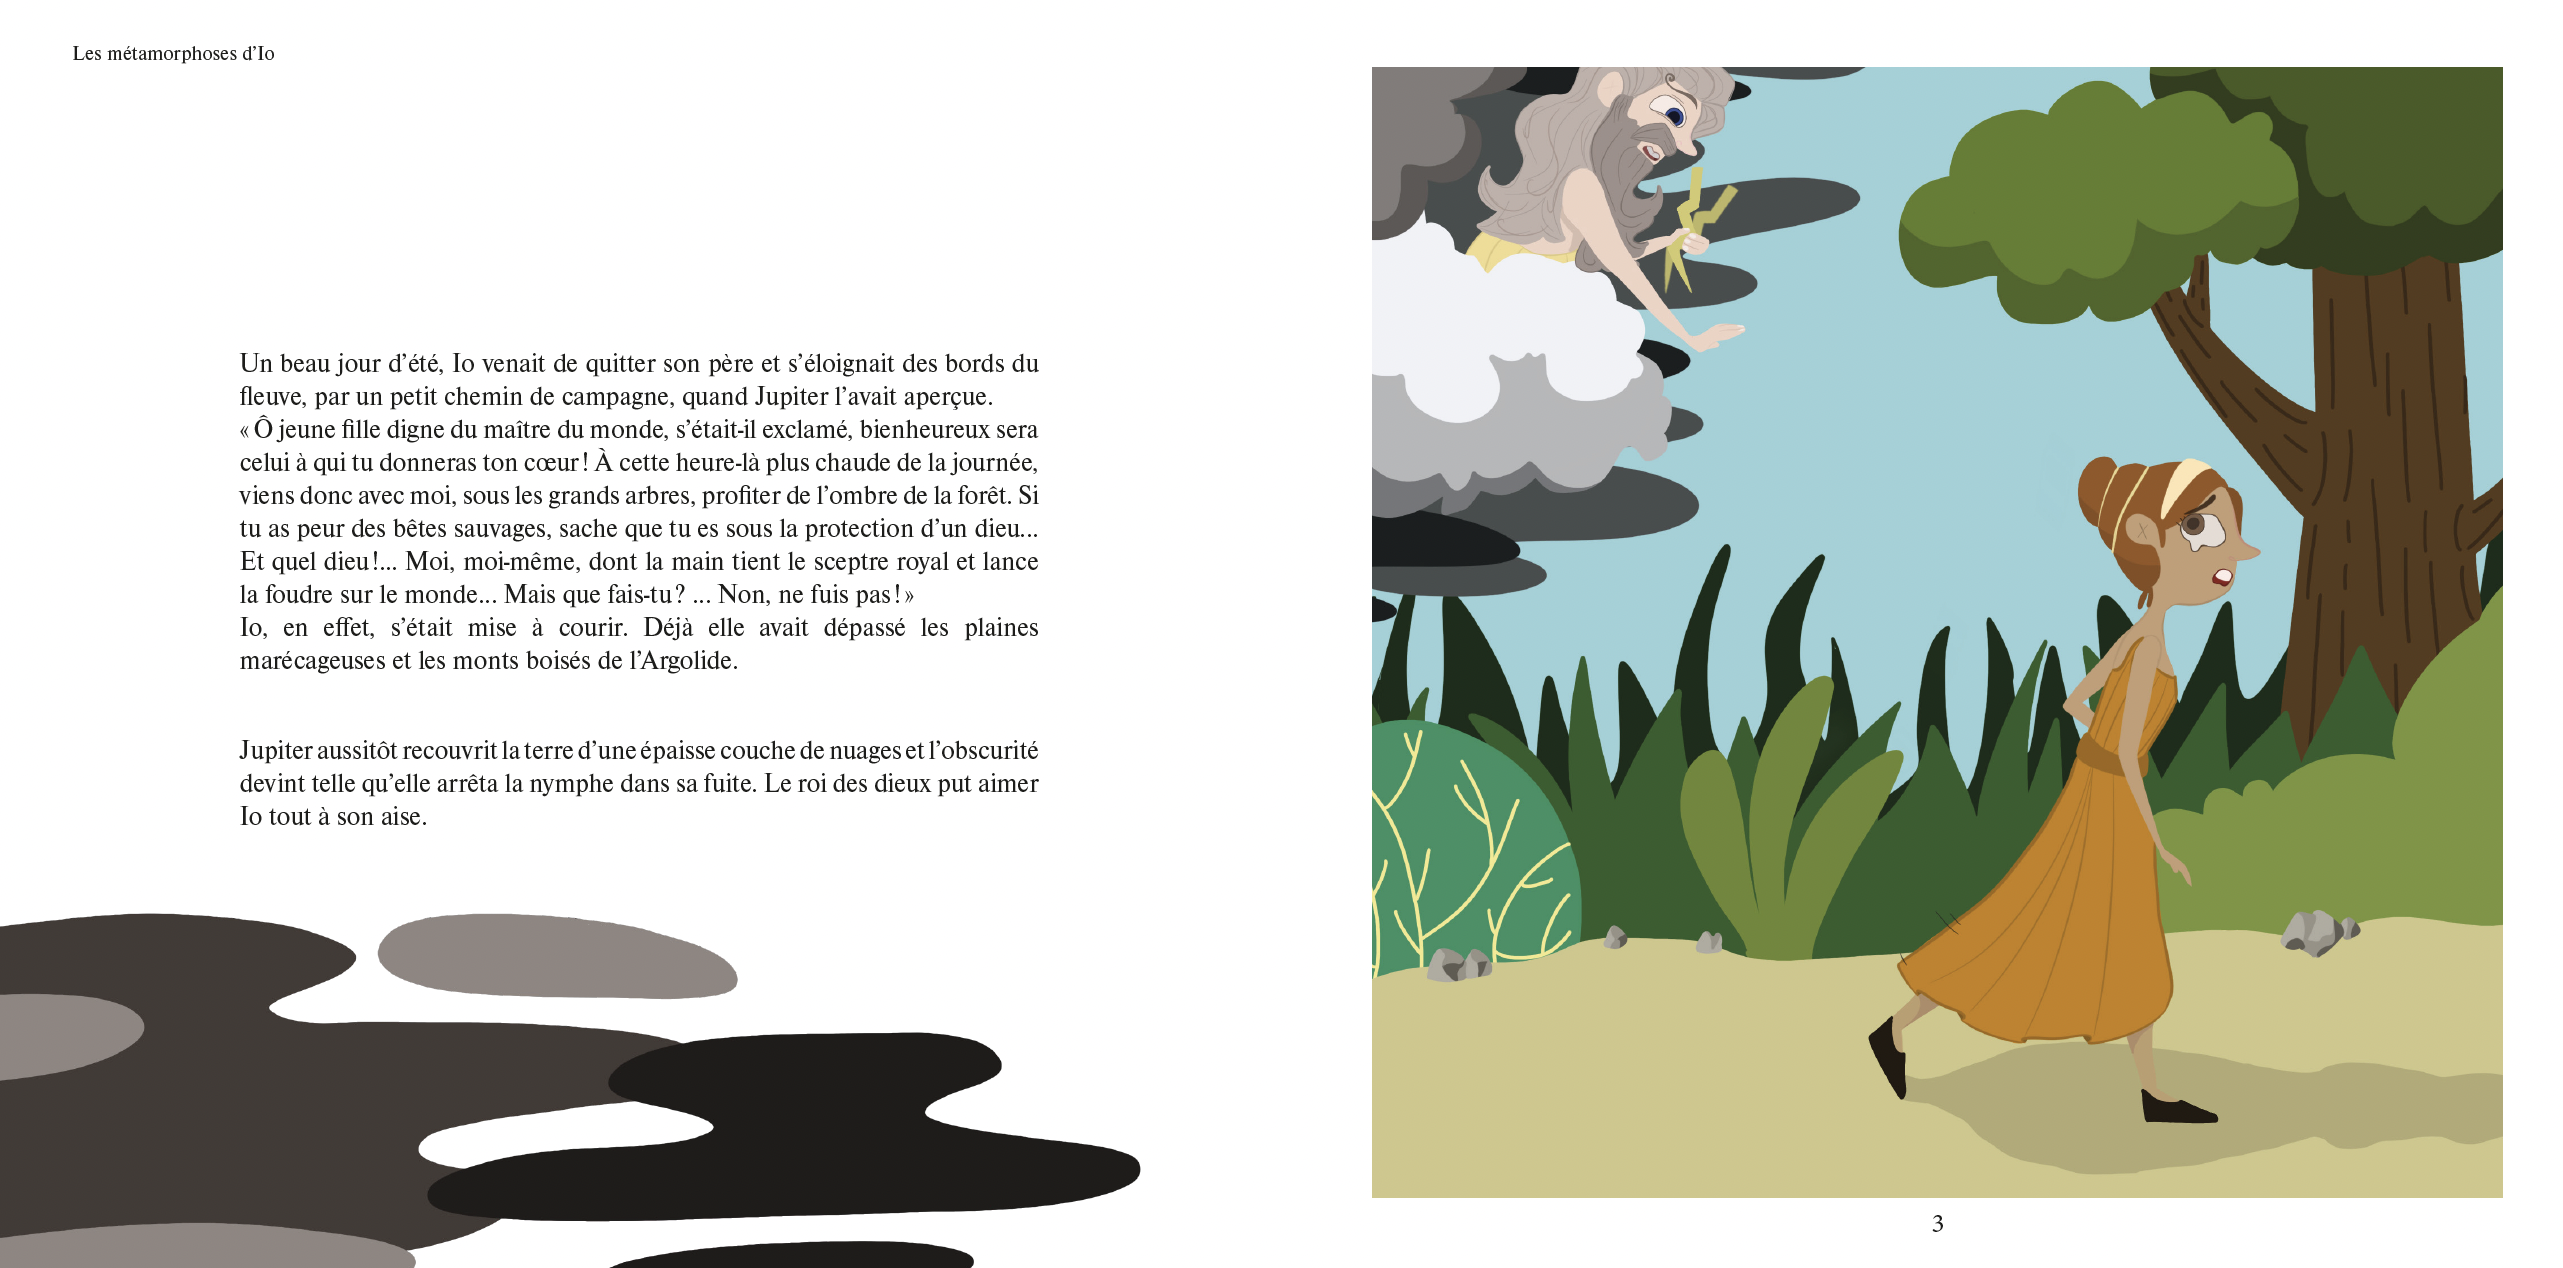 Les métamorphoses d’Io
Un beau jour d’été, Io venait de quitter son père et s’éloignait des bords du
fleuve, par un petit chemin de campagne, quand Jupiter l’avait aperçue.
« Ô jeune fille digne du maître du monde, s’était-il exclamé, bienheureux sera
celui à qui tu donneras ton cœur ! À cette heure-là plus chaude de la journée,
viens donc avec moi, sous les grands arbres, profiter de l’ombre de la forêt. Si
tu as peur des bêtes sauvages, sache que tu es sous la protection d’un dieu...
Et quel dieu !... Moi, moi-même, dont la main tient le sceptre royal et lance
la foudre sur le monde... Mais que fais-tu ? ... Non, ne fuis pas ! »
Io, en effet, s’était mise à courir. Déjà elle avait dépassé les plaines
marécageuses et les monts boisés de l’Argolide.
Jupiter aussitôt recouvrit la terre d’une épaisse couche de nuages et l’obscurité
devint telle qu’elle arrêta la nymphe dans sa fuite. Le roi des dieux put aimer
Io tout à son aise.
3